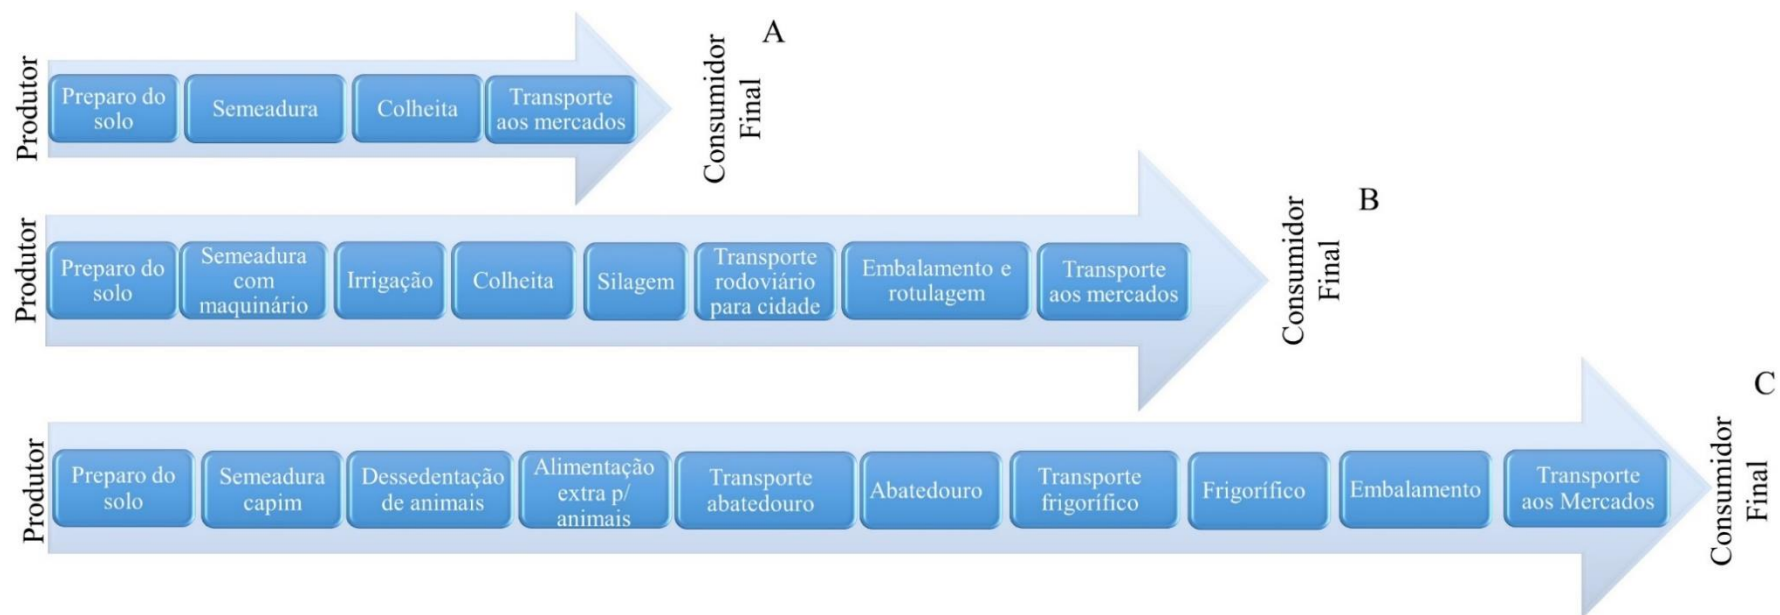 A
Produtor
Preparo do
solo
Semeadura
Colheita
Transporte
aos mercados
Consumidor
Final
B
Produtor
Preparo do
solo
Semeadura
com
maquinário
Irrigação
Colheita
Silagem
Transporte
rodoviário
para cidade
Embalamento e
rotulagem
Transporte
aos mercados
Consumidor
Final
C
Produtor
Preparo do
solo
Semeadura
capim
Dessedentação
de animais
Alimentação
extra p/
animais
Transporte
abatedouro
Abatedouro
Transporte
frigorífico
Frigorífico
Embalamento
Transporte
aos Mercados
Consumidor
Final